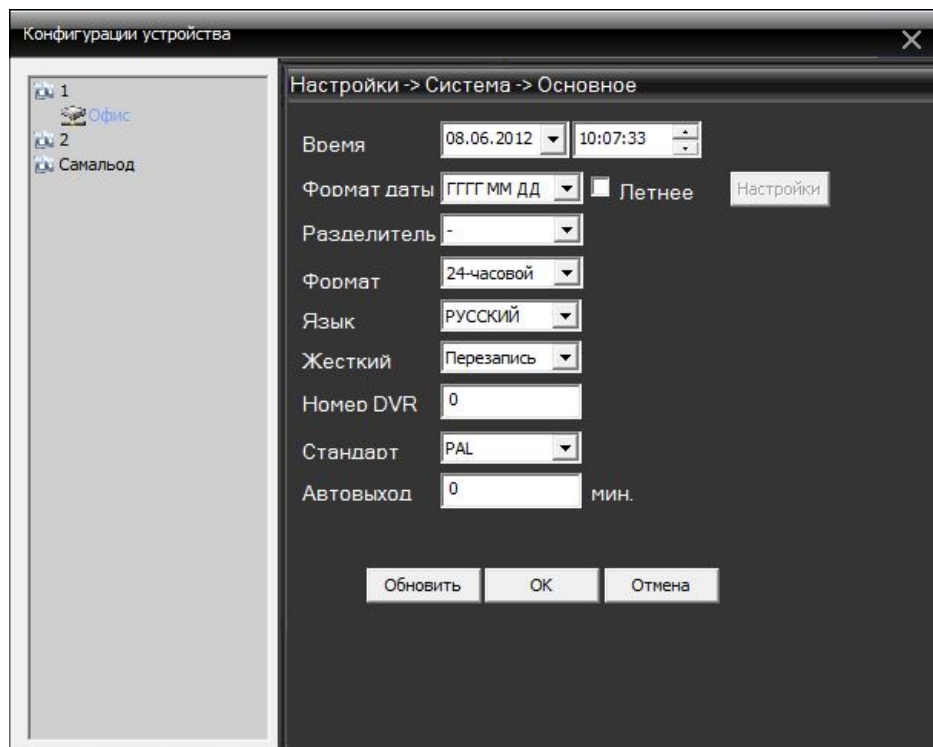 Конфигурации устройства
1
Офис
2
Самальод
Настройки -> Система -> Основное
Время 08.06.2012 10:07:33
Формат даты ГГГГ ММ ДД Летнее Настройки
Разделитель -
Формат 24-часовой
Язык РУССКИЙ
Жесткий Перезапись
Номер DVR 0
Стандарт PAL
Автовыход 0 мин.
Обновить OK Отмена